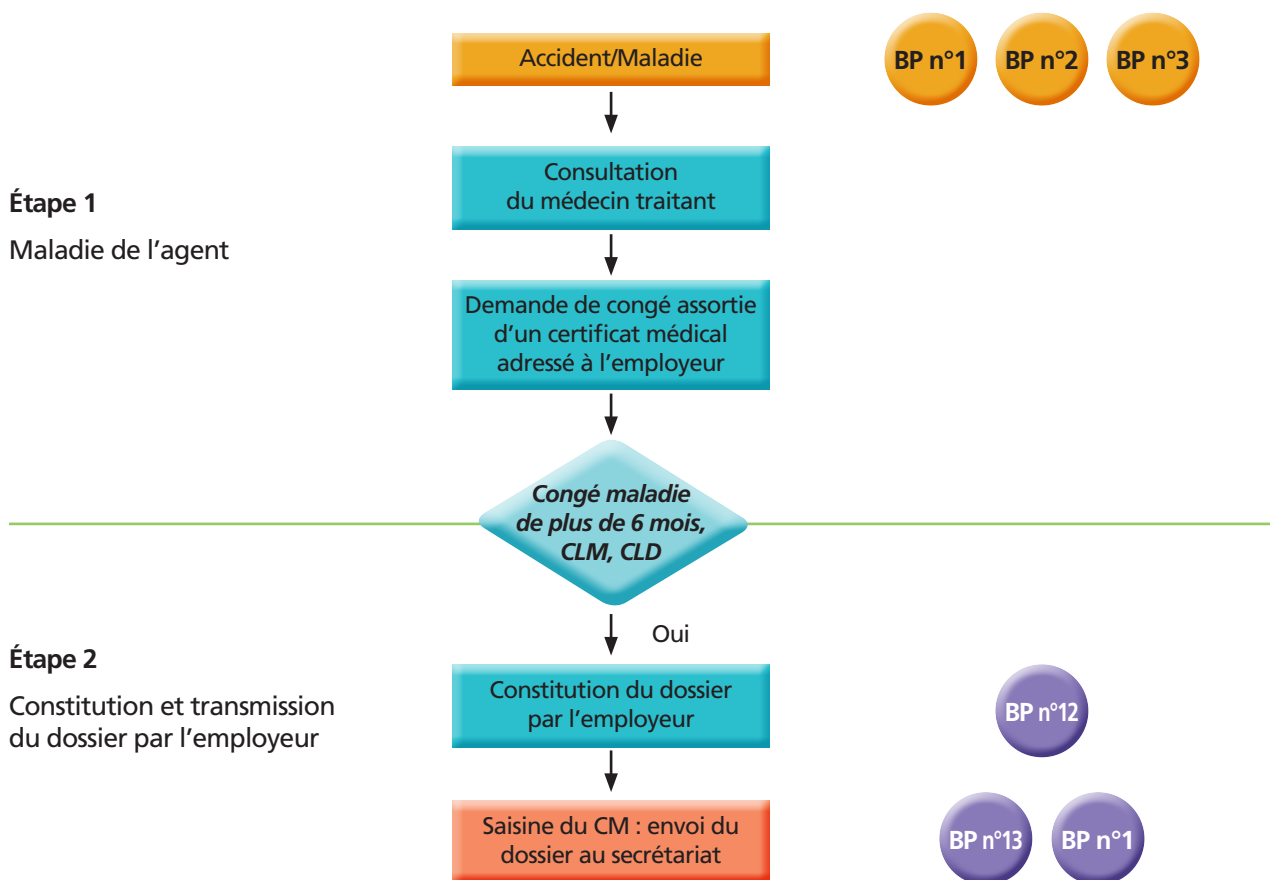 Accident/Maladie
BP n°1
BP n°2
BP n°3
Étape 1
Maladie de l'agent
Consultation
du médecin traitant
Demande de congé assortie
d'un certificat médical
adressé à l'employeur
Congé maladie
de plus de 6 mois,
CLM, CLD
Oui
Étape 2
Constitution et transmission
du dossier par l'employeur
Constitution du dossier
par l'employeur
BP n°12
Saisine du CM : envoi du
dossier au secrétariat
BP n°13
BP n°1